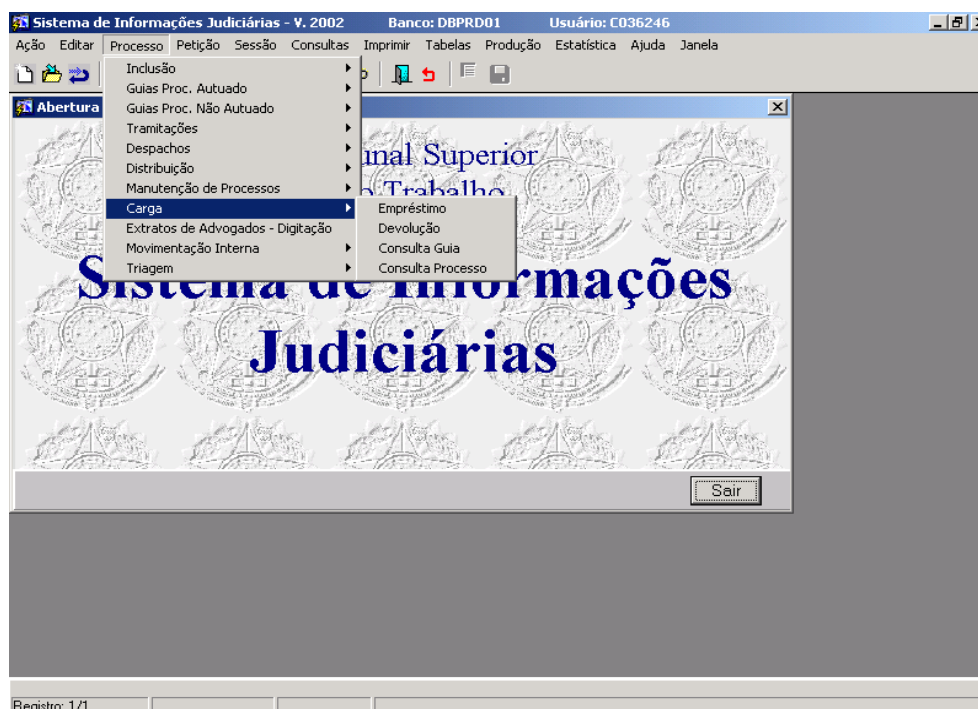 Sistema de Informações Judiciárias - V. 2002 Banco: DBPRD01 Usuário: C036246
Ação Editar Processo Petição Sessão Consultas Imprimir Tabelas Produção Estatística Ajuda Janela
Inclusão
Guias Proc. Autuado
Guias Proc. Não Autuado
Tramitações
Despachos
Distribuição
Manutenção de Processos
Carga
Extratos de Advogados - Digitação
Movimentação Interna
Triagem
Empréstimo
Devolução
Consulta Guia
Consulta Processo
Abertura
Superior
Trabalho
Sistema de Informações
Judiciárias
Sair
Registro: 1/1